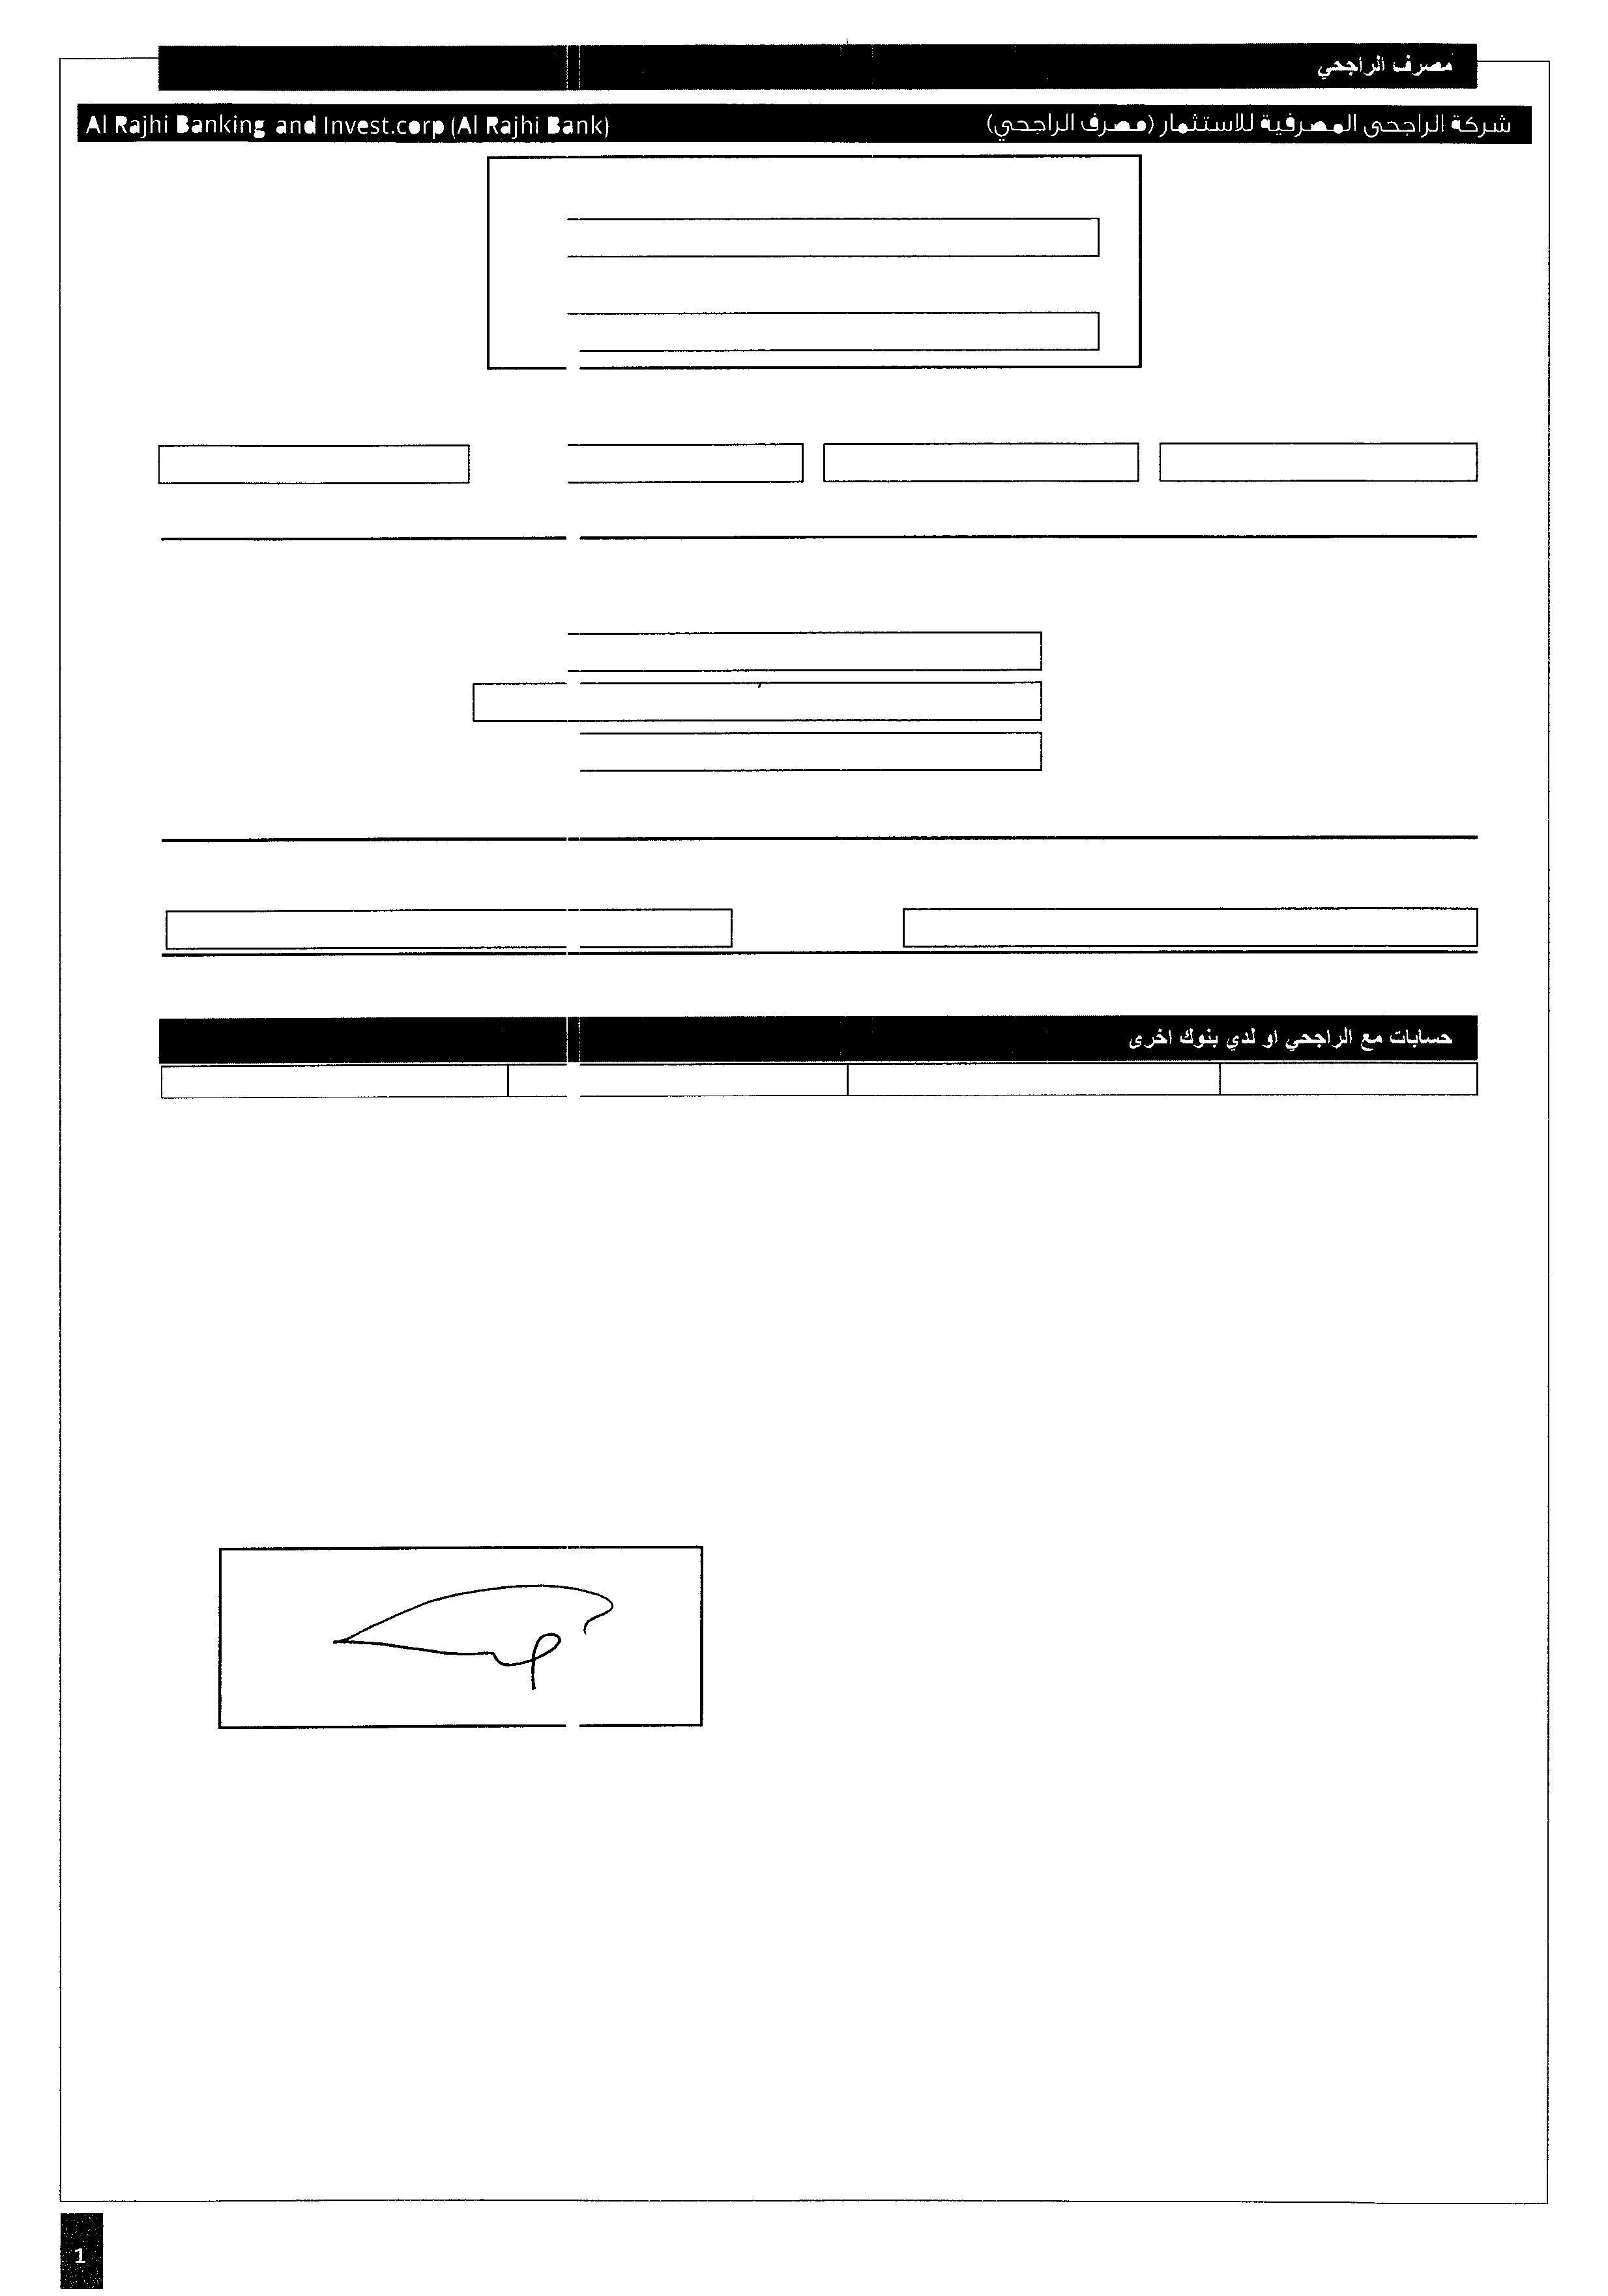 مصرف الراجحي
شركة الراجحي المصرفية للاستثمار (مصرف الراجحي)
Al Rajhi Banking and Invest.corp (Al Rajhi Bank)
حسابات مع الراجحي او لدي بنوك اخرى
1